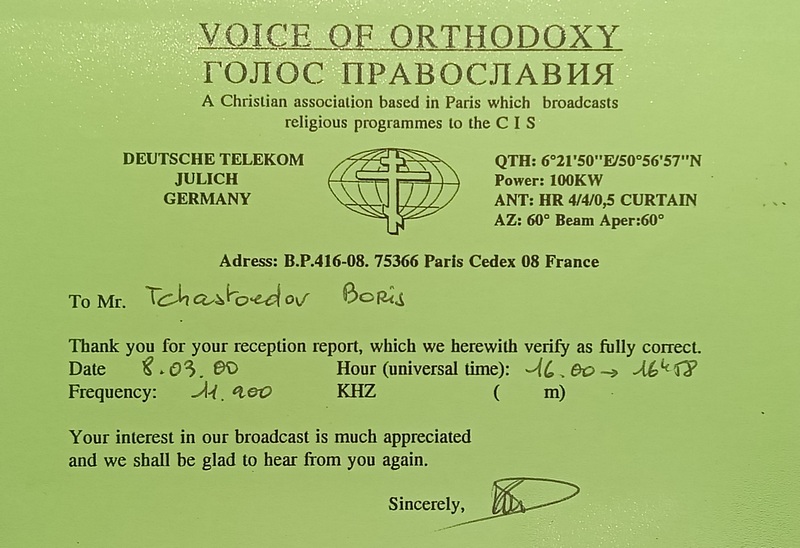 VOICE OF ORTHODOXY
ГОЛОС ПРАВОСЛАВИЯ
A Christian association based in Paris which broadcasts
religious programmes to the C I S
DEUTSCHE TELEKOM
JULICH
GERMANY
QTH: 6°21'50"E/50°56'57"N
Power: 100KW
ANT: HR 4/4/0,5 CURTAIN
AZ: 60° Beam Aper:60°
Adress: B.P.416-08. 75366 Paris Cedex 08 France
To Mr. Tchastoedov Boris
Thank you for your reception report, which we herewith verify as fully correct.
Date 8.03.00 Hour (universal time): 16.00 → 16h58
Frequency: 11.900 KHZ ( m)
Your interest in our broadcast is much appreciated
and we shall be glad to hear from you again.
Sincerely,